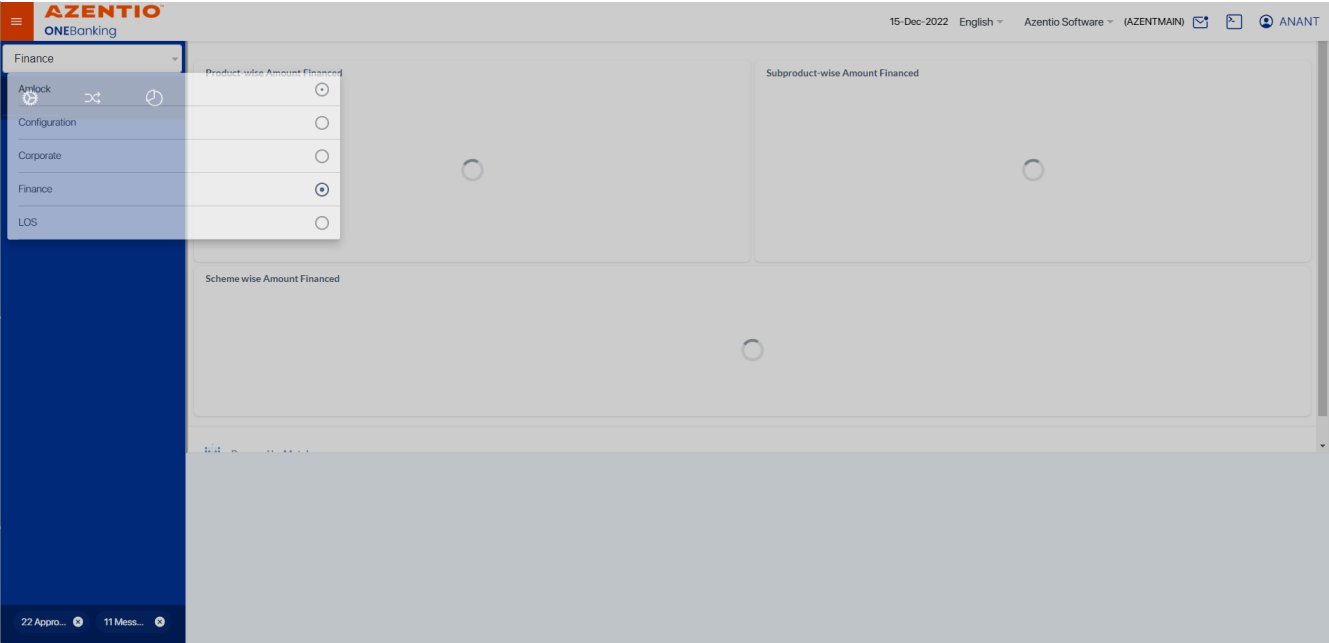 AZENTIO
ONEBanking
15-Dec-2022 English Azentio Software (AZENTMAIN) ANANT
Finance
Product-wise Amount Financed Subproduct-wise Amount Financed
Amlock
Configuration
Corporate
Finance
LOS
Scheme wise Amount Financed
22 Appro... 11 Mess...